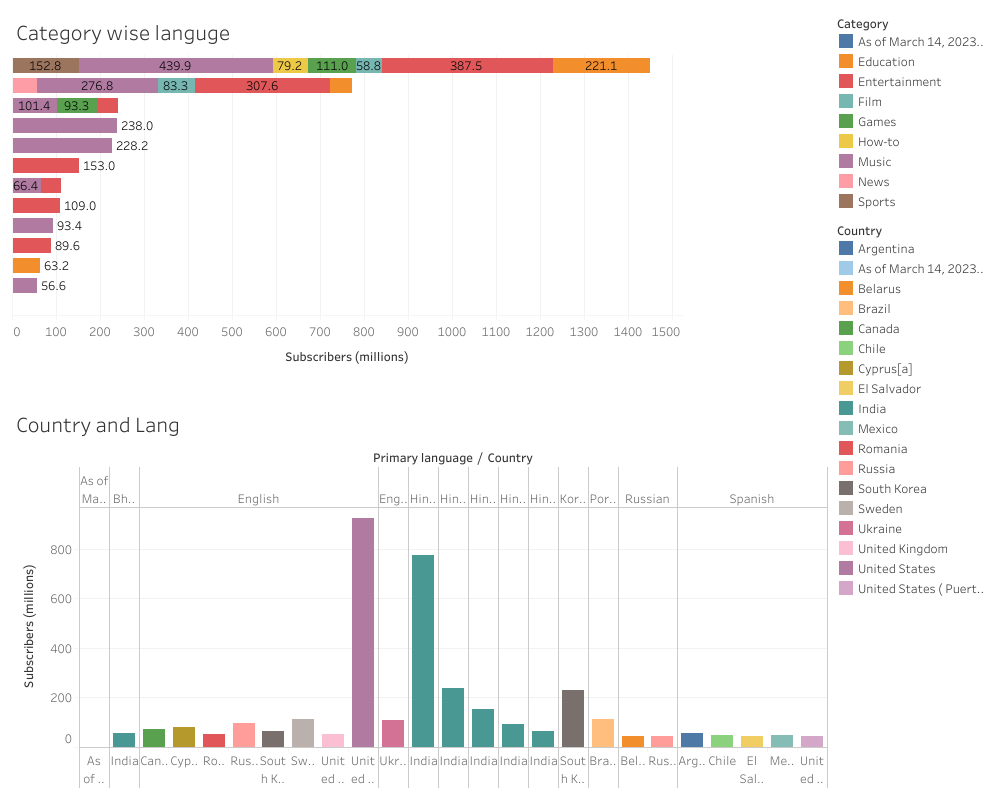 Category wise languge
152.8 439.9 79.2 111.0 58.8 387.5 221.1
276.8 83.3 307.6
101.4 93.3
238.0
228.2
153.0
66.4
109.0
93.4
89.6
63.2
56.6
0 100 200 300 400 500 600 700 800 900 1000 1100 1200 1300 1400 1500
Subscribers (millions)
Country and Lang
Primary language / Country
As of
Ma.. Bh.. English Eng.. Hin.. Hin.. Hin.. Hin.. Hin.. Kor.. Por.. Russian Spanish
800
600
400
200
0
Subscribers (millions)
As India Can.. Cyp.. Ro.. Rus.. Sout Sw.. Unit Unit Ukr.. India India India India India Sout Bra.. Bel.. Rus.. Arg.. Chile El Me.. Unit
of .. h K.. ed .. ed .. h K.. Sal.. ed ..
Category
As of March 14, 2023..
Education
Entertainment
Film
Games
How-to
Music
News
Sports
Country
Argentina
As of March 14, 2023..
Belarus
Brazil
Canada
Chile
Cyprus[a]
El Salvador
India
Mexico
Romania
Russia
South Korea
Sweden
Ukraine
United Kingdom
United States
United States ( Puert..